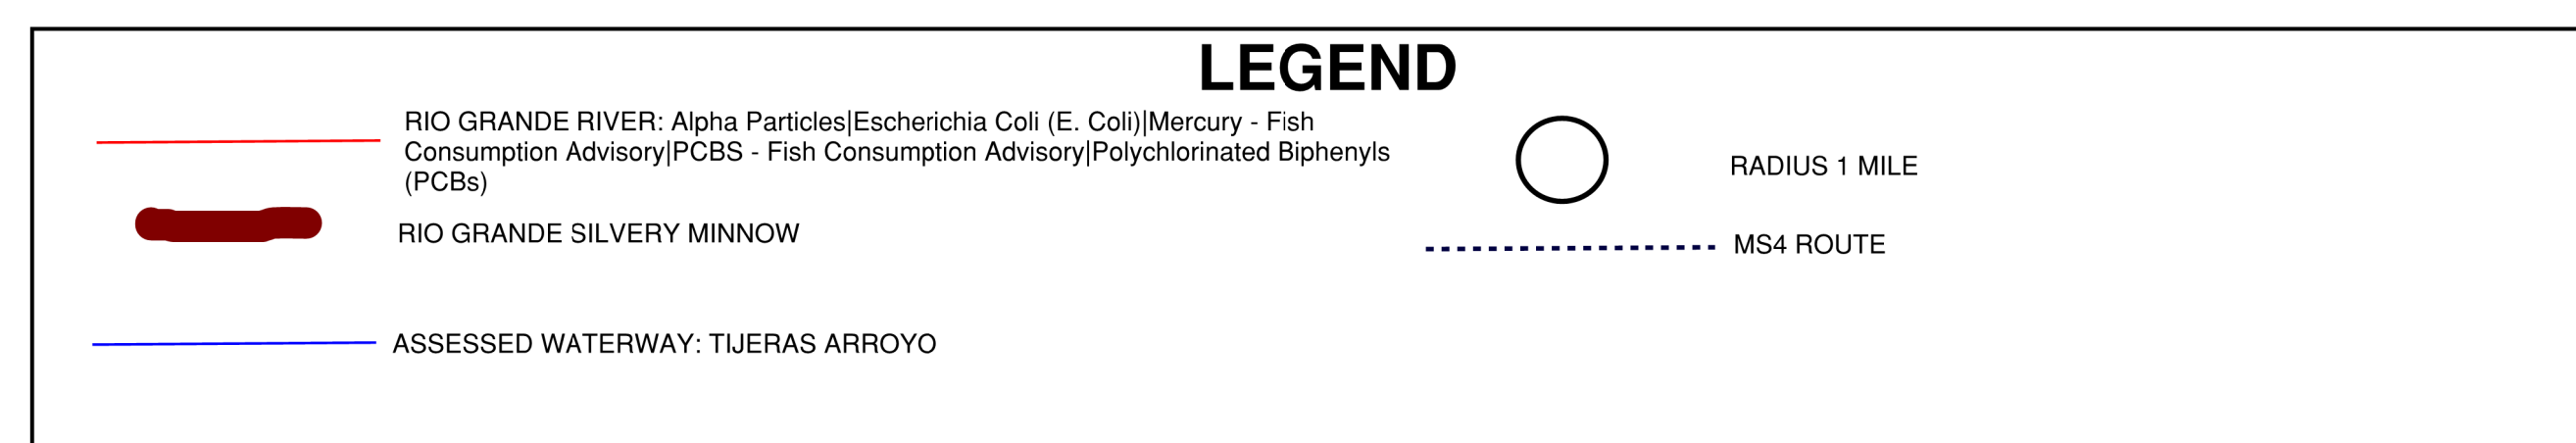 LEGEND
RIO GRANDE RIVER: Alpha Particles|Escherichia Coli (E. Coli)|Mercury - Fish
Consumption Advisory|PCBS - Fish Consumption Advisory|Polychlorinated Biphenyls
(PCBs)
RIO GRANDE SILVERY MINNOW
ASSESSED WATERWAY: TIJERAS ARROYO
RADIUS 1 MILE
MS4 ROUTE